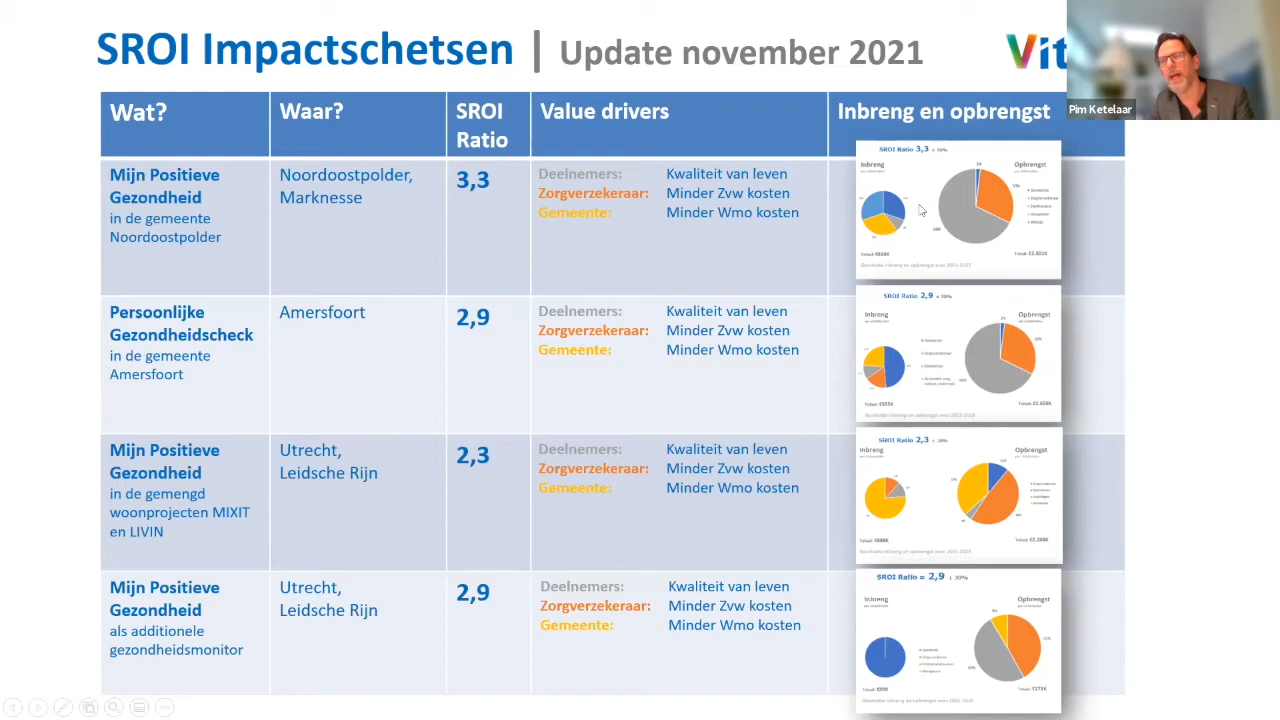 SROI Impactschetsen | Update november 2021
Vit
Pim Ketelaar
Wat?
Waar?
SROI
Ratio
Value drivers
Inbreng en opbrengst
Mijn Positieve
Gezondheid
in de gemeente
Noordoostpolder
Noordoostpolder,
Marknesse
3,3
Deelnemers: Kwaliteit van leven
Zorgverzekeraar: Minder Zvw kosten
Gemeente: Minder Wmo kosten
SROI Ratio 3,3 ± 30%
Inbreng
Opbrengst
Persoonlijke
Gezondheidscheck
in de gemeente
Amersfoort
Amersfoort
2,9
Deelnemers: Kwaliteit van leven
Zorgverzekeraar: Minder Zvw kosten
Gemeente: Minder Wmo kosten
SROI Ratio 2,9 ± 30%
Inbreng
Opbrengst
Mijn Positieve
Gezondheid
in de gemengd
woonprojecten MIXIT
en LIVIN
Utrecht,
Leidsche Rijn
2,3
Deelnemers: Kwaliteit van leven
Zorgverzekeraar: Minder Zvw kosten
Gemeente: Minder Wmo kosten
SROI Ratio 2,3 ± 30%
Inbreng
Opbrengst
Mijn Positieve
Gezondheid
als additionele
gezondheidsmonitor
Utrecht,
Leidsche Rijn
2,9
Deelnemers: Kwaliteit van leven
Zorgverzekeraar: Minder Zvw kosten
Gemeente: Minder Wmo kosten
SROI Ratio = 2,9 ± 30%
Inbreng
Opbrengst